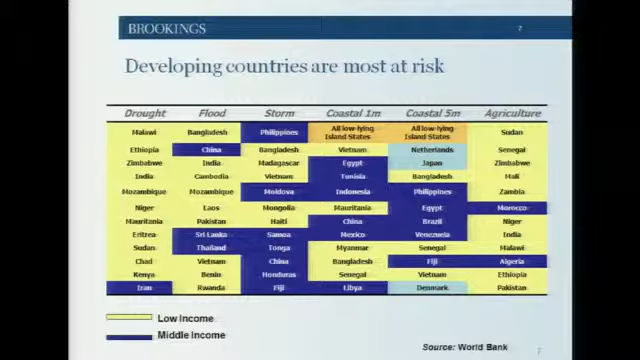 BROOKINGS
7
Developing countries are most at risk
Drought Flood Storm Coastal 1m Coastal 5m Agriculture
Malawi Bangladesh Philippines All low-lying Island States All low-lying Island States Sudan
Ethiopia China Bangladesh Vietnam Netherlands Senegal
Zimbabwe India Madagascar Egypt Japan Zimbabwe
India Cambodia Vietnam Tunisia Bangladesh Mali
Mozambique Mozambique Moldova Indonesia Philippines Zambia
Niger Laos Mongolia Mauritania Egypt Morocco
Mauritania Pakistan Haiti China Brazil Niger
Eritrea Sri Lanka Samoa Mexico Venezuela India
Sudan Thailand Tonga Myanmar Senegal Malawi
Chad Vietnam China Bangladesh Fiji Algeria
Kenya Benin Honduras Senegal Vietnam Ethiopia
Iran Rwanda Fiji Libya Denmark Pakistan
Low Income
Middle Income
Source: World Bank
7